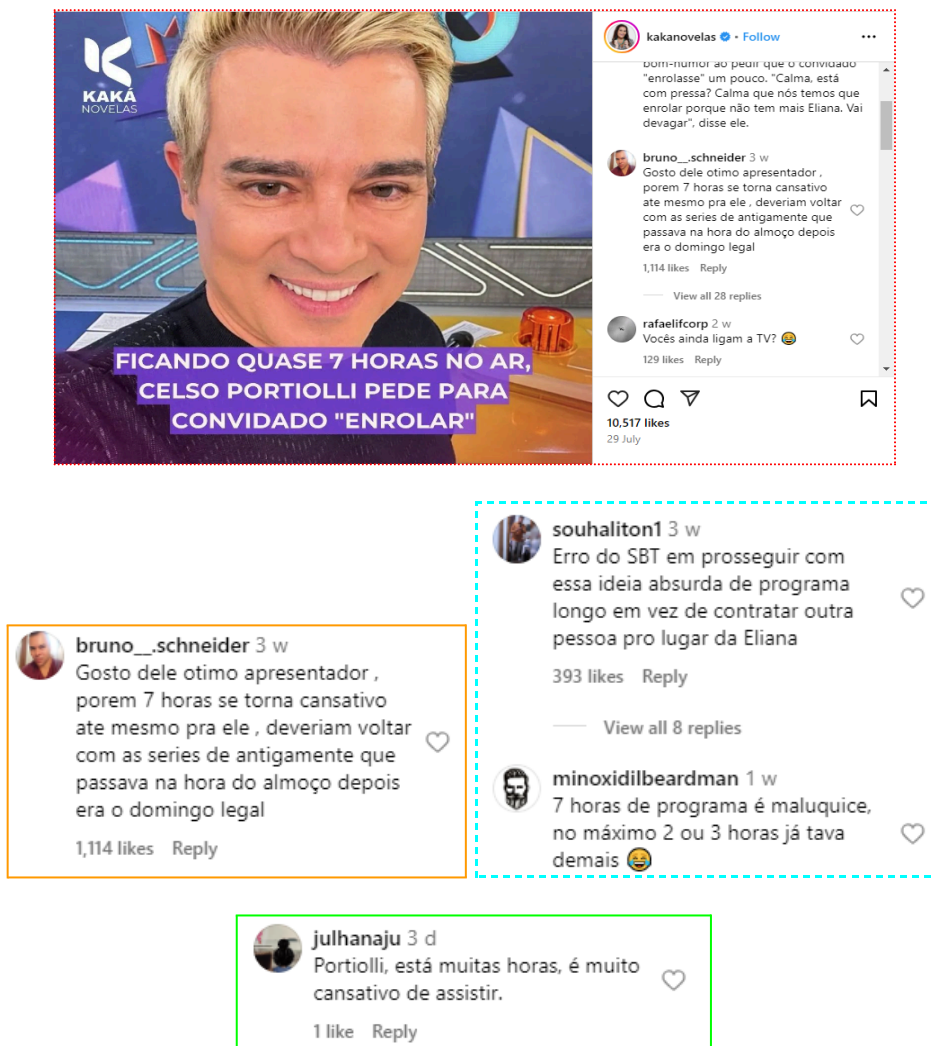 KAKÁ
NOVELAS
FICANDO QUASE 7 HORAS NO AR,
CELSO PORTIOLLI PEDE PARA
CONVIDADO "ENROLAR"
kakanovelas • Follow
bom-humor ao pedir que o convidado
"enrolasse" um pouco. "Calma, está
com pressa? Calma que nós temos que
enrolar porque não tem mais Eliana. Vai
devagar", disse ele.
bruno__.schneider 3 w
Gosto dele otimo apresentador ,
porem 7 horas se torna cansativo
ate mesmo pra ele , deveriam voltar
com as series de antigamente que
passava na hora do almoço depois
era o domingo legal
1,114 likes Reply
View all 28 replies
rafaelifcorp 2 w
Vocês ainda ligam a TV? 😂
129 likes Reply
10,517 likes
29 July
souhaliton1 3 w
Erro do SBT em prosseguir com
essa ideia absurda de programa
longo em vez de contratar outra
pessoa pro lugar da Eliana
393 likes Reply
View all 8 replies
minoxidilbeardman 1 w
7 horas de programa é maluquice,
no máximo 2 ou 3 horas já tava
demais 😂
bruno__.schneider 3 w
Gosto dele otimo apresentador ,
porem 7 horas se torna cansativo
ate mesmo pra ele , deveriam voltar
com as series de antigamente que
passava na hora do almoço depois
era o domingo legal
1,114 likes Reply
julhanaju 3 d
Portiolli, está muitas horas, é muito
cansativo de assistir.
1 like Reply